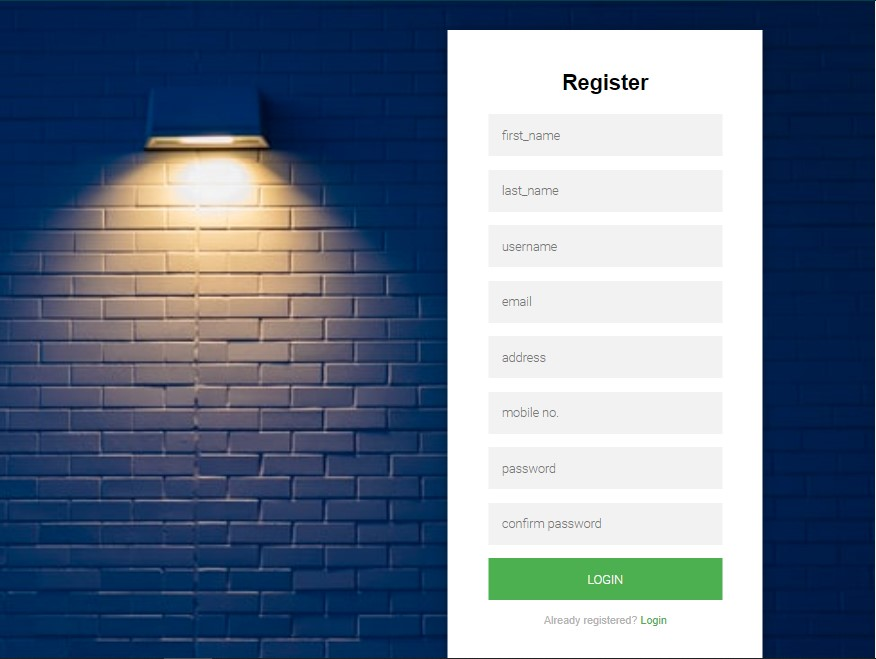 Register
first_name
last_name
username
email
address
mobile no.
password
confirm password
LOGIN
Already registered? Login